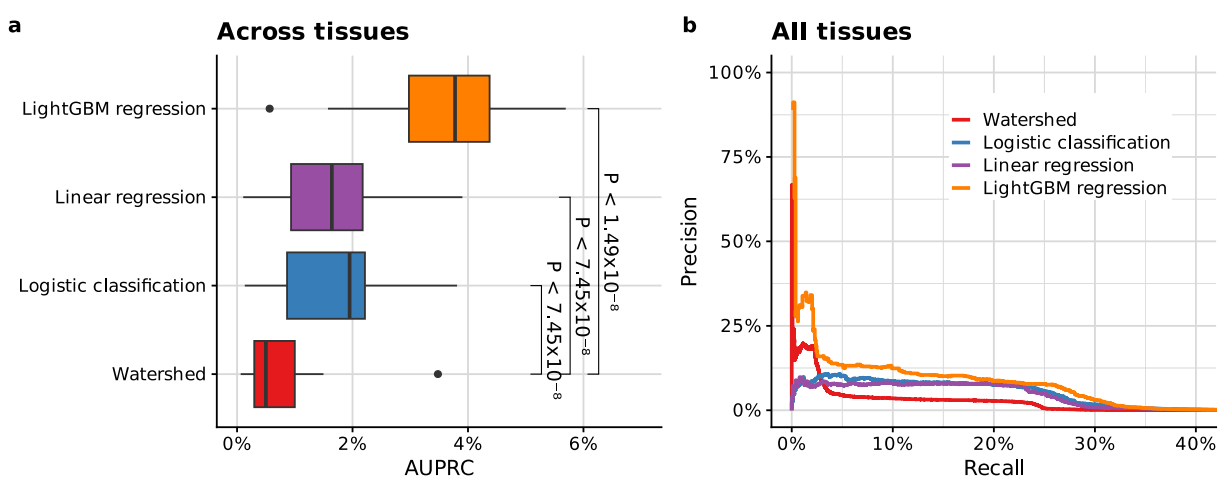 a
Across tissues
LightGBM regression
Linear regression
Logistic classification
Watershed
P < 1.49x10⁻⁸
P < 7.45x10⁻⁸
P < 7.45x10⁻⁸
0%
2%
4%
6%
AUPRC
b
All tissues
100%
75%
50%
25%
0%
Precision
Watershed
Logistic classification
Linear regression
LightGBM regression
0%
10%
20%
30%
40%
Recall